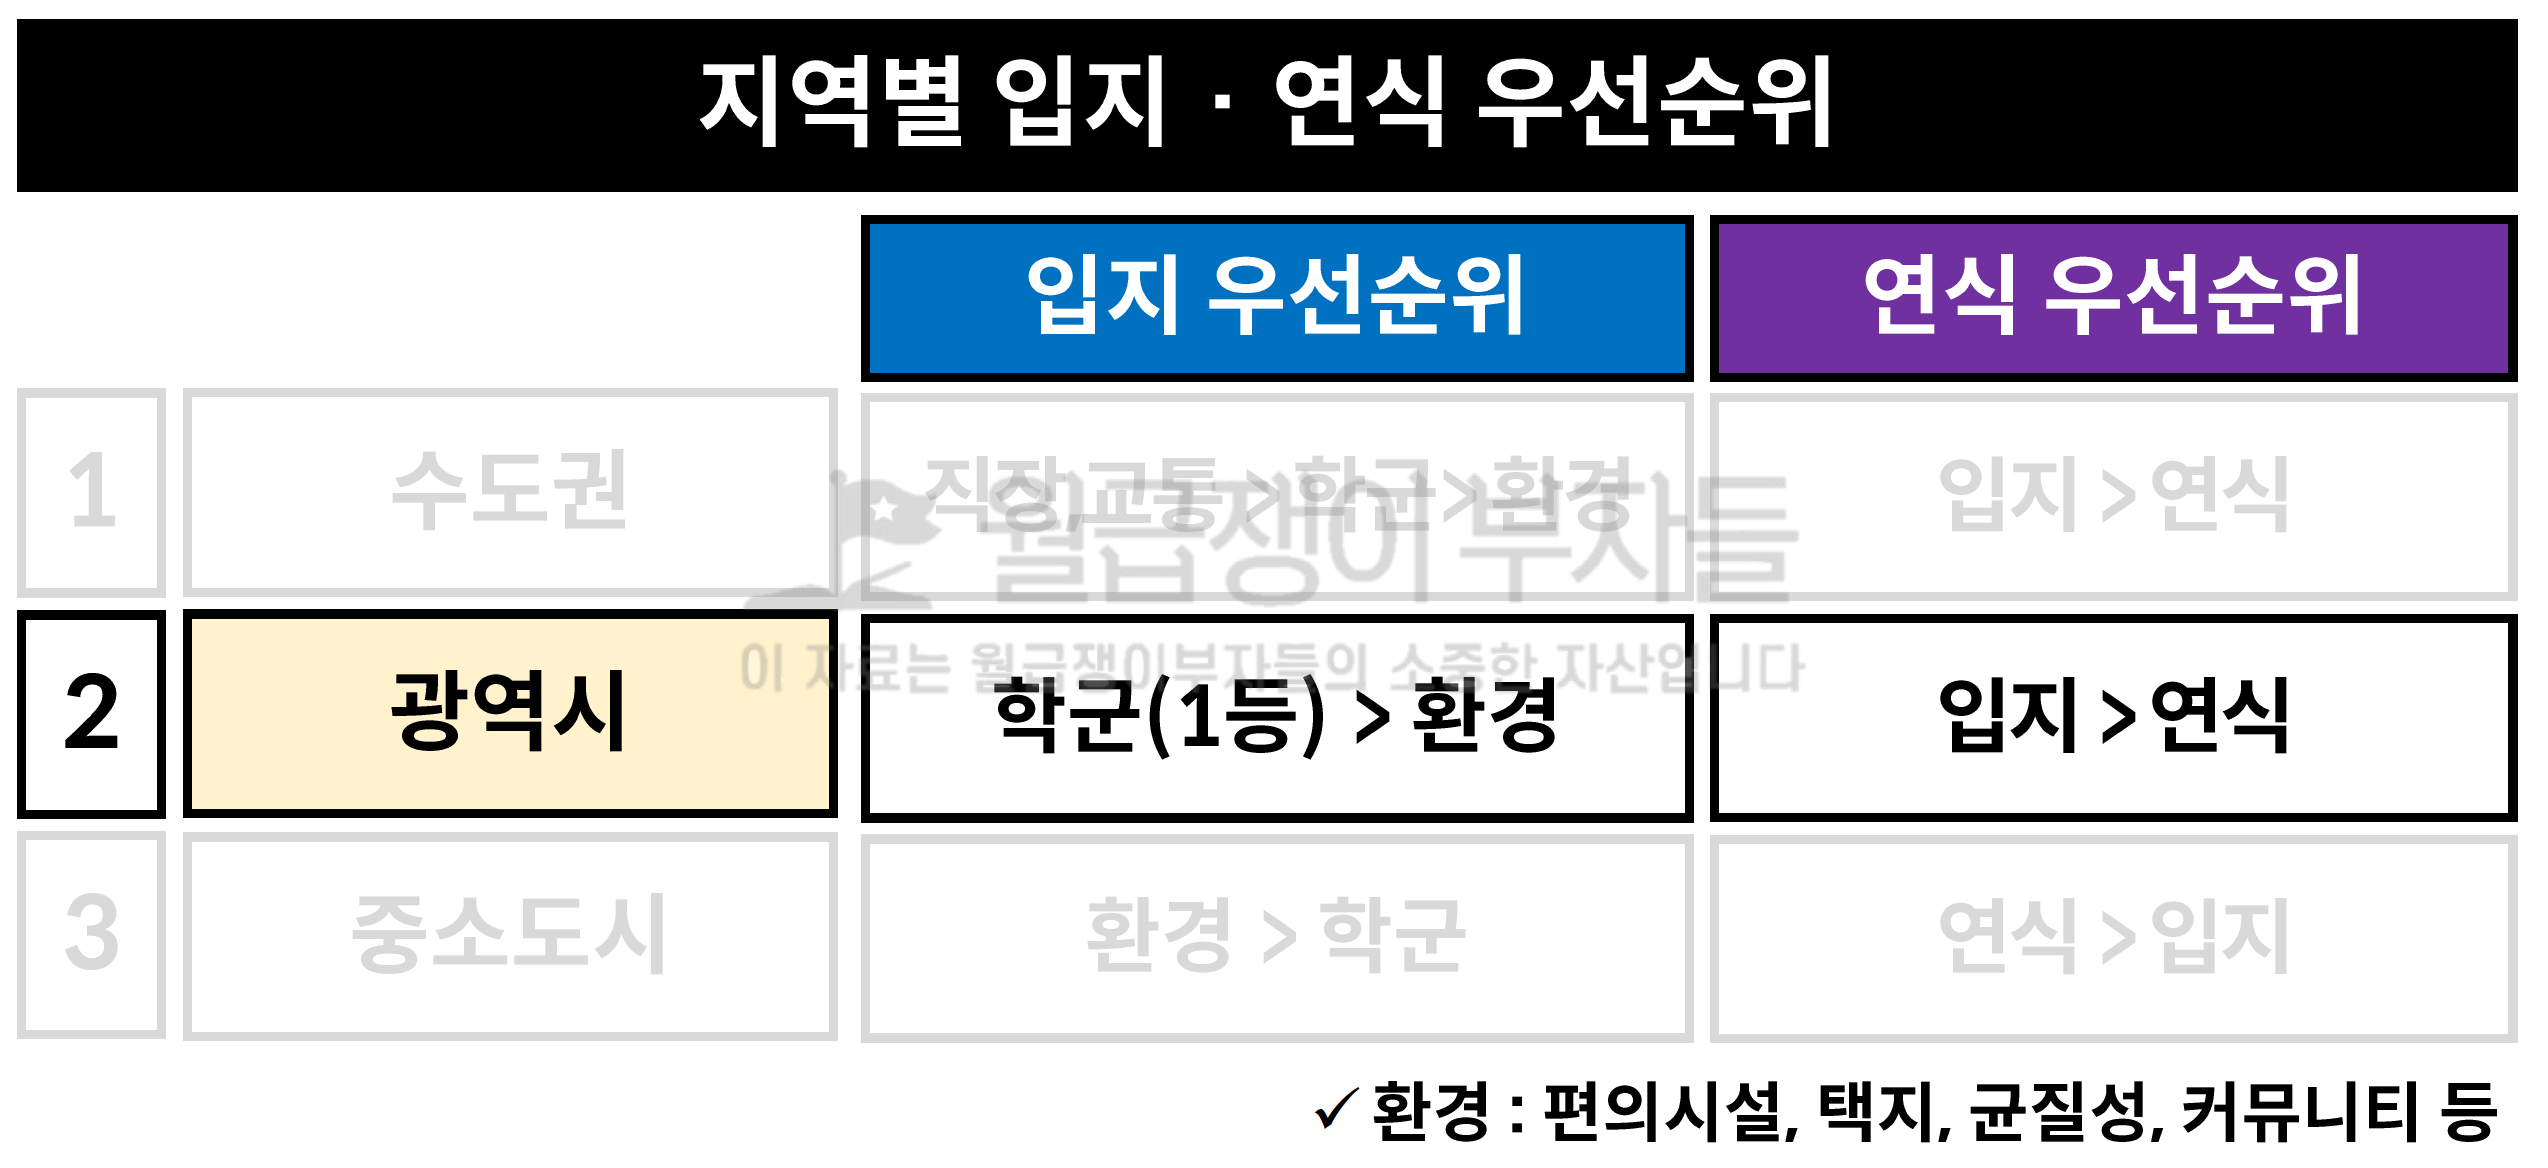 지역별 입지 · 연식 우선순위
입지 우선순위 연식 우선순위
1 수도권 직장,교통 > 학군 > 환경 입지 > 연식
월급쟁이부자들
이 자료는 월급쟁이부자들의 소중한 자산입니다
2 광역시 학군(1등) > 환경 입지 > 연식
3 중소도시 환경 > 학군 연식 > 입지
✓ 환경 : 편의시설, 택지, 균질성, 커뮤니티 등